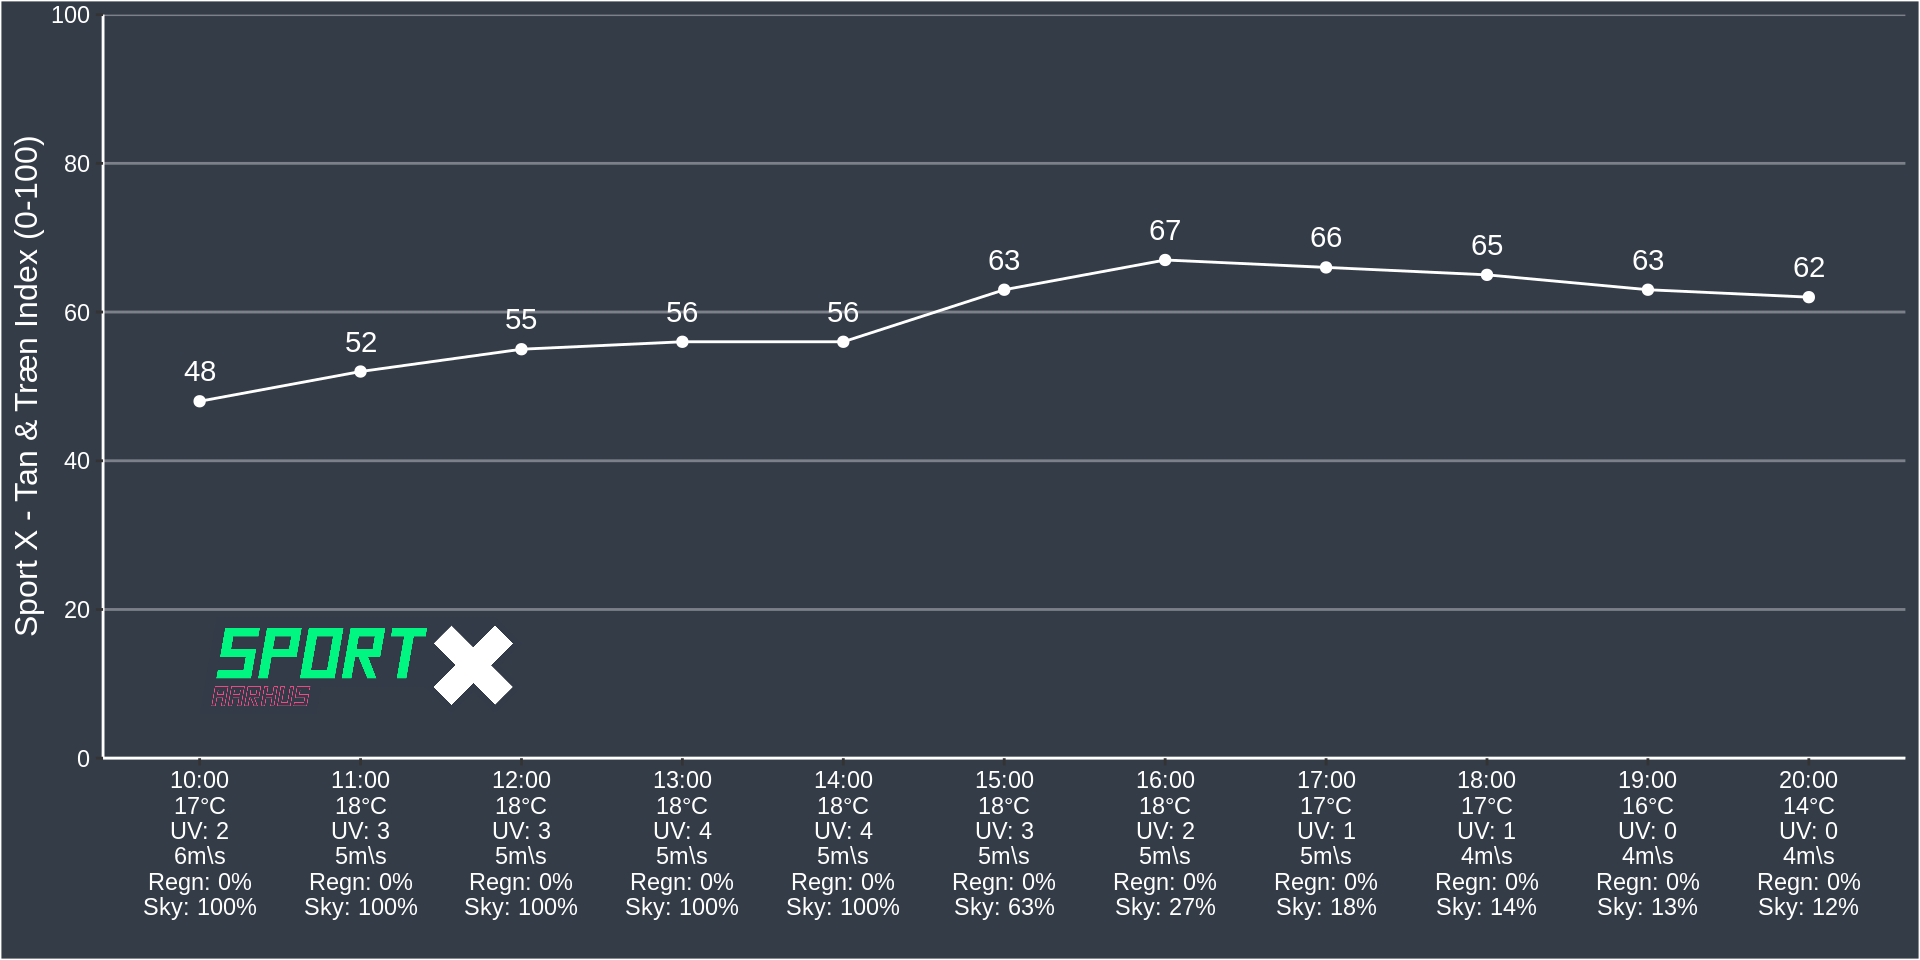 Sport X - Tan & Træn Index (0-100)
100
80
60
40
20
0
48
52
55
56
56
63
67
66
65
63
62
SPORT X
AARHUS
10:00 11:00 12:00 13:00 14:00 15:00 16:00 17:00 18:00 19:00 20:00
17°C 18°C 18°C 18°C 18°C 18°C 18°C 17°C 17°C 16°C 14°C
UV: 2 UV: 3 UV: 3 UV: 4 UV: 4 UV: 3 UV: 2 UV: 1 UV: 1 UV: 0 UV: 0
6m\s 5m\s 5m\s 5m\s 5m\s 5m\s 5m\s 5m\s 4m\s 4m\s 4m\s
Regn: 0% Regn: 0% Regn: 0% Regn: 0% Regn: 0% Regn: 0% Regn: 0% Regn: 0% Regn: 0% Regn: 0% Regn: 0%
Sky: 100% Sky: 100% Sky: 100% Sky: 100% Sky: 100% Sky: 63% Sky: 27% Sky: 18% Sky: 14% Sky: 13% Sky: 12%